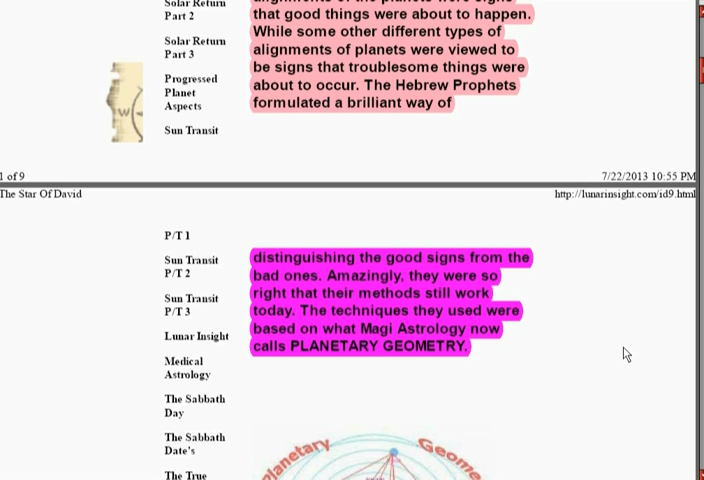 Solar Return
Part 2
Solar Return
Part 3
Progressed
Planet
Aspects
Sun Transit
that good things were about to happen.
While some other different types of
alignments of planets were viewed to
be signs that troublesome things were
about to occur. The Hebrew Prophets
formulated a brilliant way of
W
1 of 9
7/22/2013 10:55 PM
The Star Of David
http://lunarinsight.com/id9.html
P/T 1
Sun Transit
P/T 2
Sun Transit
P/T 3
Lunar Insight
Medical
Astrology
The Sabbath
Day
The Sabbath
Date's
The True
distinguishing the good signs from the
bad ones. Amazingly, they were so
right that their methods still work
today. The techniques they used were
based on what Magi Astrology now
calls PLANETARY GEOMETRY.
Planetary
Geome